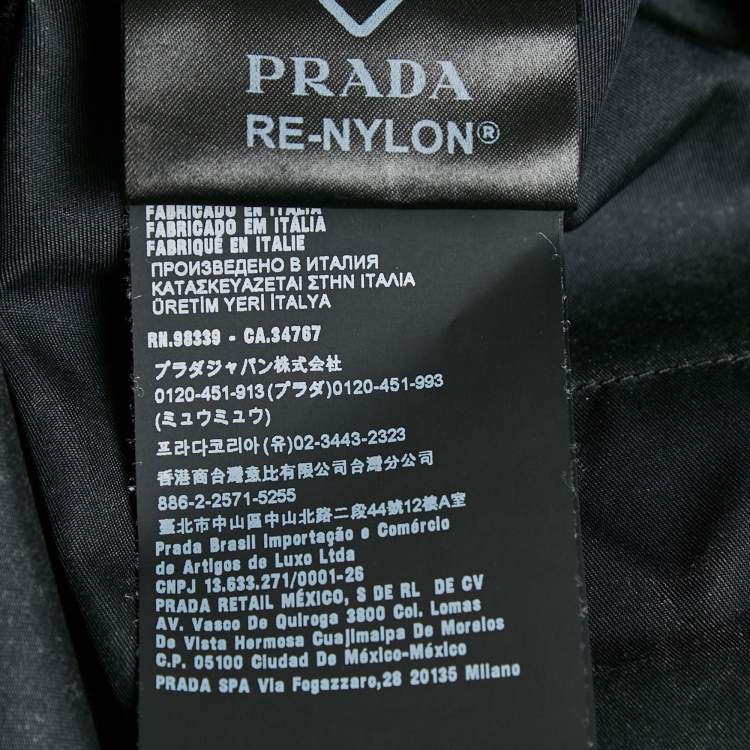 PRADA
RE-NYLON®
FABRICADO EN ITALIA
FABRICADO EM ITÁLIA
FABRIQUÉ EN ITALIE
ПРОИЗВЕДЕНО В ИТАЛИЯ
ΚΑΤΑΣΚΕΥΑΖΕΤΑΙ ΣΤΗΝ ΙΤΑΛΙΑ
ÜRETİM YERİ İTALYA
RN.98339 - CA.34767
プラダジャパン株式会社
0120-451-913(プラダ)0120-451-993
(ミュウミュウ)
프라다코리아(유)02-3443-2323
香港商台灣意比有限公司台灣分公司
886-2-2571-5255
臺北市中山區中山北路二段44號12樓A室
Prada Brasil Importação e Comércio
de Artigos de Luxo Ltda
CNPJ 13.633.271/0001-26
PRADA RETAIL MÉXICO, S DE RL DE CV
AV. Vasco De Quiroga 3800 Col. Lomas
De Vista Hermosa Cuajimalpa De Morelos
C.P. 05100 Ciudad De México-México
PRADA SPA Via Fogazzaro,28 20135 Milano